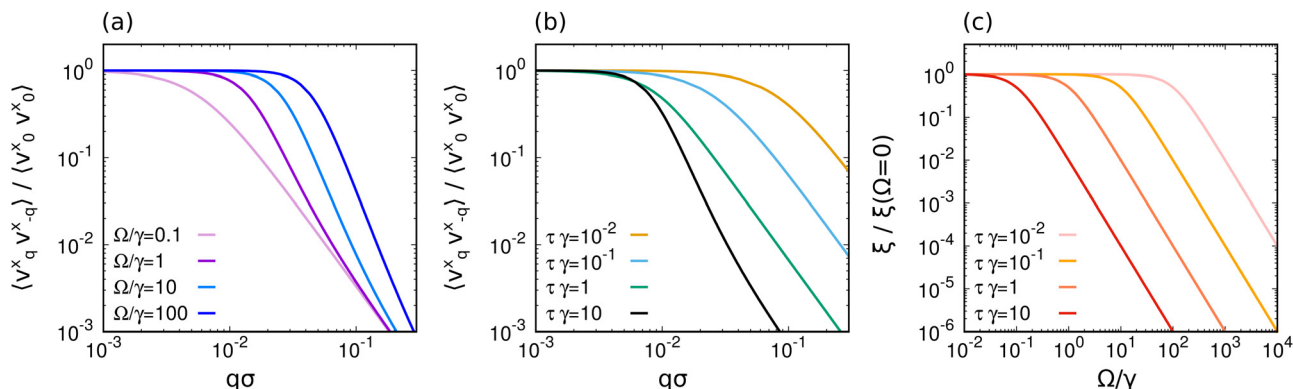 (a)
⟨v^x_q v^x_-q⟩ / ⟨v^x_0 v^x_0⟩
10^0
10^-1
10^-2
10^-3
Ω/γ=0.1
Ω/γ=1
Ω/γ=10
Ω/γ=100
10^-3
10^-2
10^-1
qσ
(b)
⟨v^x_q v^x_-q⟩ / ⟨v^x_0 v^x_0⟩
10^0
10^-1
10^-2
10^-3
τ γ=10^-2
τ γ=10^-1
τ γ=1
τ γ=10
10^-3
10^-2
10^-1
qσ
(c)
ξ / ξ(Ω=0)
10^0
10^-1
10^-2
10^-3
10^-4
10^-5
10^-6
τ γ=10^-2
τ γ=10^-1
τ γ=1
τ γ=10
10^-2
10^-1
10^0
10^1
10^2
10^3
10^4
Ω/γ